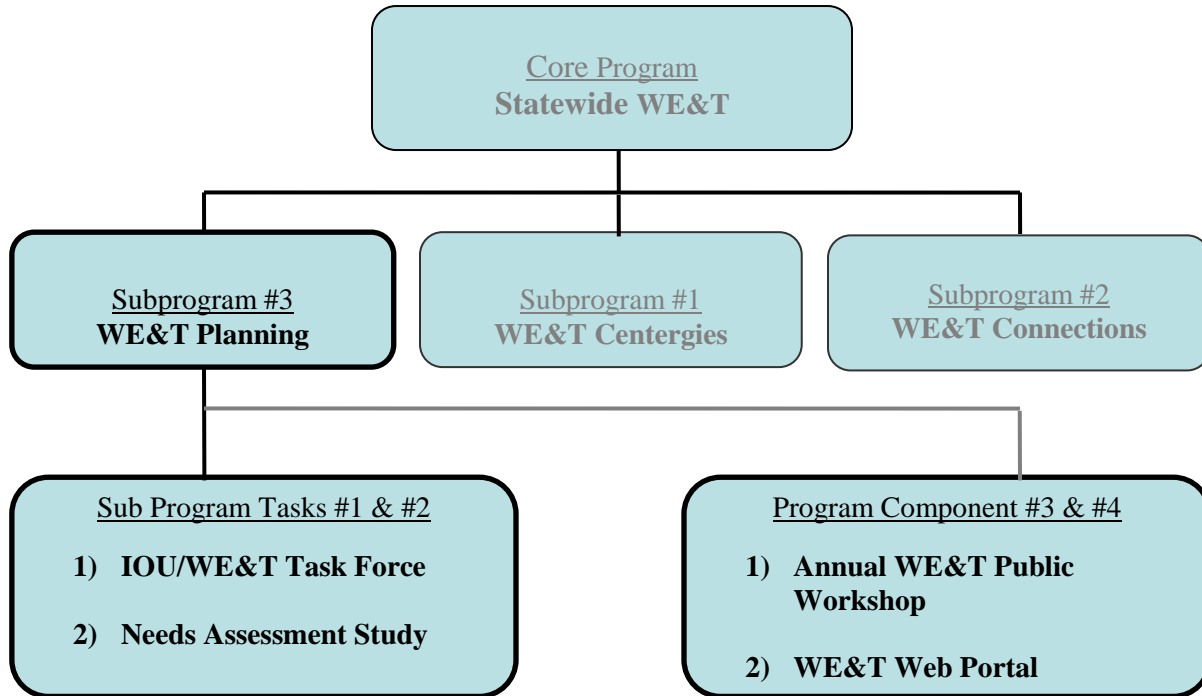 Core Program
Statewide WE&T
Subprogram #3
WE&T Planning
Subprogram #1
WE&T Centergies
Subprogram #2
WE&T Connections
Sub Program Tasks #1 & #2
1) IOU/WE&T Task Force
2) Needs Assessment Study
Program Component #3 & #4
1) Annual WE&T Public
Workshop
2) WE&T Web Portal